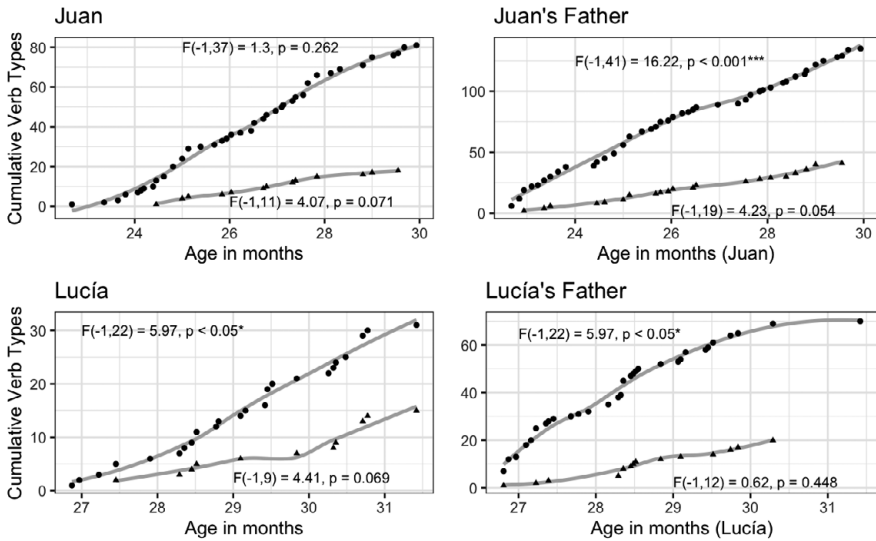 Juan
Juan's Father
Cumulative Verb Types
80
60
40
20
0
F(-1,37) = 1.3, p = 0.262
F(-1,11) = 4.07, p = 0.071
24 26 28 30
Age in months
100
50
0
F(-1,41) = 16.22, p < 0.001***
F(-1,19) = 4.23, p = 0.054
24 26 28 30
Age in months (Juan)
Lucía
Lucía's Father
Cumulative Verb Types
30
20
10
0
F(-1,22) = 5.97, p < 0.05*
F(-1,9) = 4.41, p = 0.069
27 28 29 30 31
Age in months
60
40
20
0
F(-1,22) = 5.97, p < 0.05*
F(-1,12) = 0.62, p = 0.448
27 28 29 30 31
Age in months (Lucía)